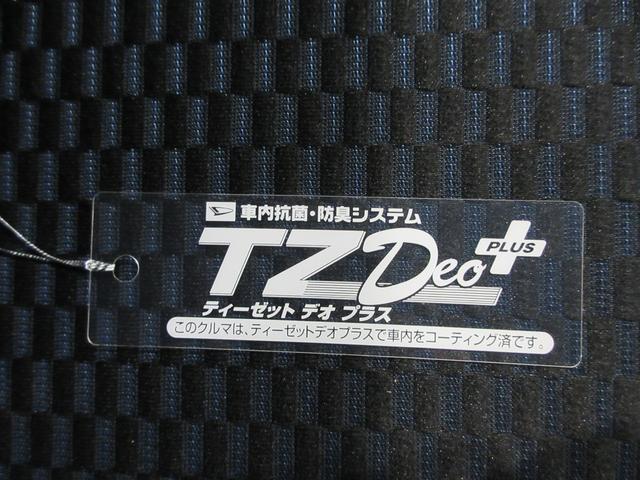 車内抗菌・防臭システム
TZ Deo PLUS
ティーゼット デオ プラス
このクルマは、ティーゼットデオプラスで車内をコーティング済です。